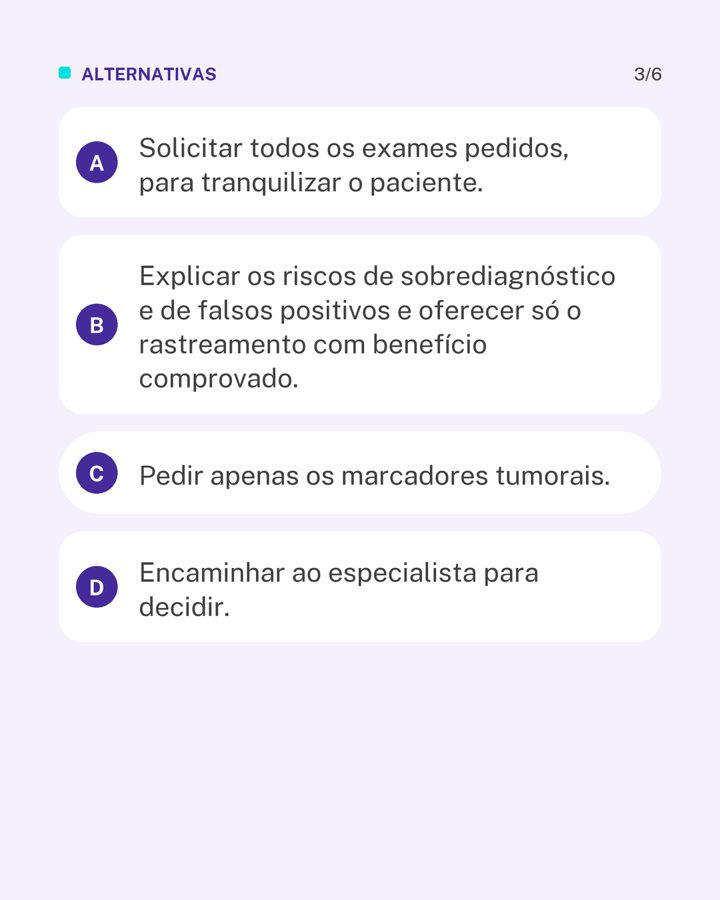 ALTERNATIVAS
3/6
A
Solicitar todos os exames pedidos,
para tranquilizar o paciente.
B
Explicar os riscos de sobrediagnóstico
e de falsos positivos e oferecer só o
rastreamento com benefício
comprovado.
C
Pedir apenas os marcadores tumorais.
D
Encaminhar ao especialista para
decidir.